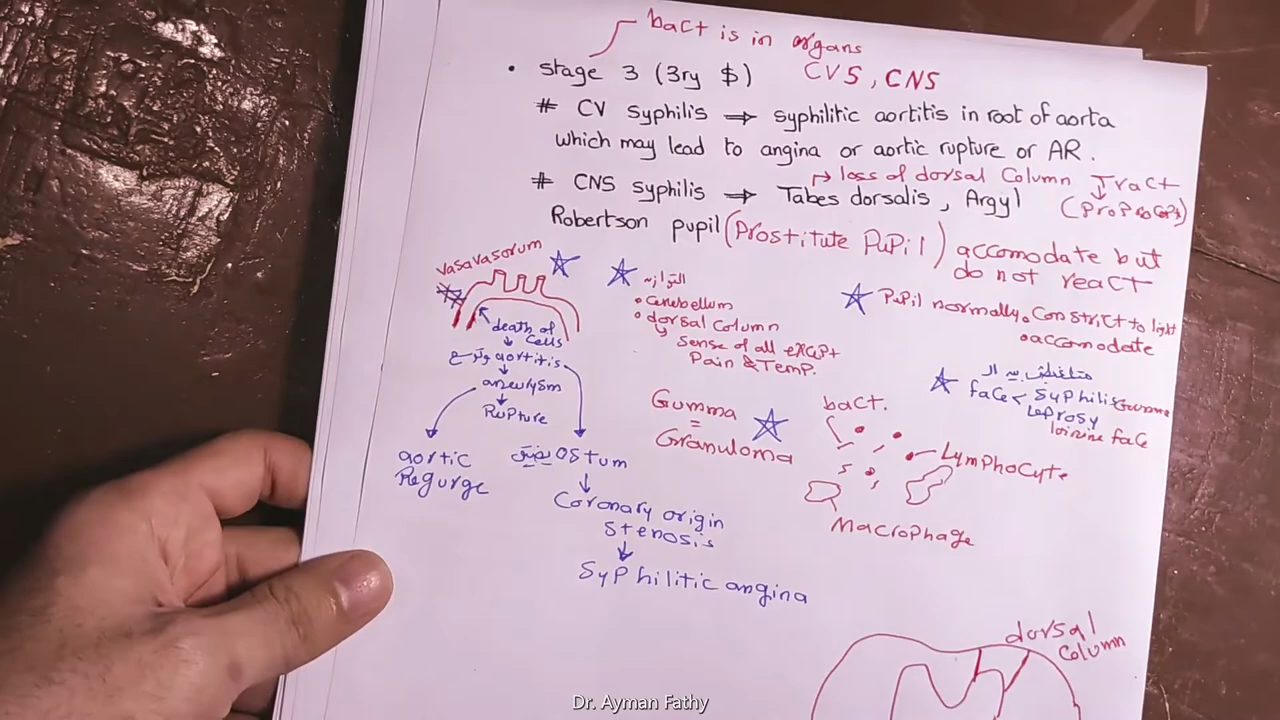 bact is in organs
• stage 3 (3ry $) CVS, CNS
# CV syphilis → syphilitic aortitis in root of aorta
which may lead to angina or aortic rupture or AR.
↱ loss of dorsal Column Tract
# CNS syphilis → Tabes dorsalis, Argyl
Robertson pupil (Prostitute Pupil) accomodate but
do not react
Vasavasorum
death of
cells
aortitis
aneurysm
Rupture
aortic
Regurge
ostum
Coronary origin
stenosis
Syphilitic angina
• Cerebellum
• dorsal Column
sense of all except
Pain & Temp.
Pupil normally • Constrict to light
• accomodate
face < Syphilis Gumma
Leprosy
Gumma
=
Granuloma
bact.
Lymphocyte
Macrophage
dorsal
Column
Dr. Ayman Fathy